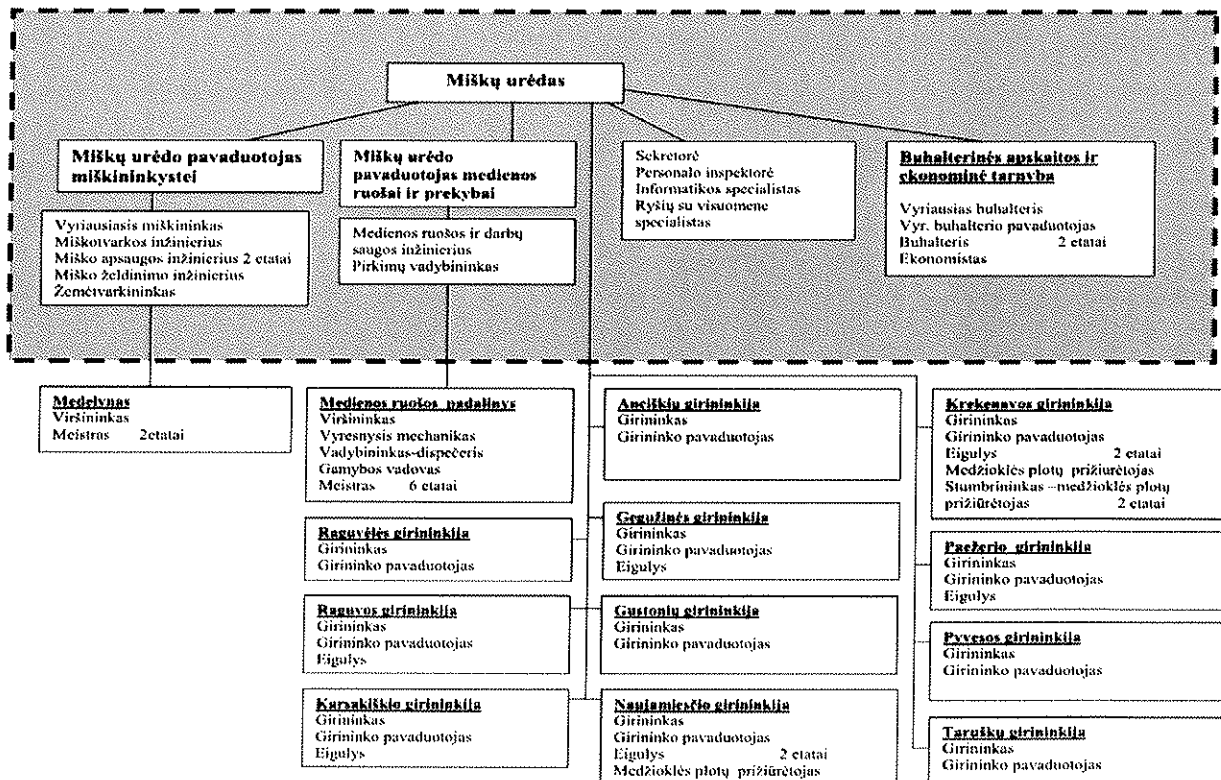 Miškų urėdas
Miškų urėdo pavaduotojas
miškininkystei
Vyriausiasis miškininkas
Miškotvarkos inžinierius
Miško apsaugos inžinierius 2 etatai
Miško želdinimo inžinierius
Žemėtvarkininkas
Miškų urėdo
pavaduotojas medienos
ruošai ir prekybai
Medienos ruošos ir darbų
saugos inžinierius
Pirkimų vadybininkas
Sekretorė
Personalo inspektorė
Informatikos specialistas
Ryšių su visuomene
specialistas
Buhalterinės apskaitos ir
ekonominė tarnyba
Vyriausias buhalteris
Vyr. buhalterio pavaduotojas
Buhalteris 2 etatai
Ekonomistas
Medelynas
Viršininkas
Meistras 2etatai
Medienos ruošos padalinys
Viršininkas
Vyresnysis mechanikas
Vadybininkas-dispečeris
Gamybos vadovas
Meistras 6 etatai
Raguvėlės girininkija
Girininkas
Girininko pavaduotojas
Raguvos girininkija
Girininkas
Girininko pavaduotojas
Eigulys
Karsakiškio girininkija
Girininkas
Girininko pavaduotojas
Eigulys
Anciškių girininkija
Girininkas
Girininko pavaduotojas
Gegužinės girininkija
Girininkas
Girininko pavaduotojas
Eigulys
Gustonių girininkija
Girininkas
Girininko pavaduotojas
Naujamiesčio girininkija
Girininkas
Girininko pavaduotojas
Eigulys 2 etatai
Medžioklės plotų prižiūrėtojas
Krekenavos girininkija
Girininkas
Girininko pavaduotojas
Eigulys 2 etatai
Medžioklės plotų prižiurėtojas
Stumbrininkas –medžioklės plotų
prižiūrėtojas 2 etatai
Paežerio girininkija
Girininkas
Girininko pavaduotojas
Eigulys
Pyvesos girininkija
Girininkas
Girininko pavaduotojas
Taruškų girininkija
Girininkas
Girininko pavaduotojas